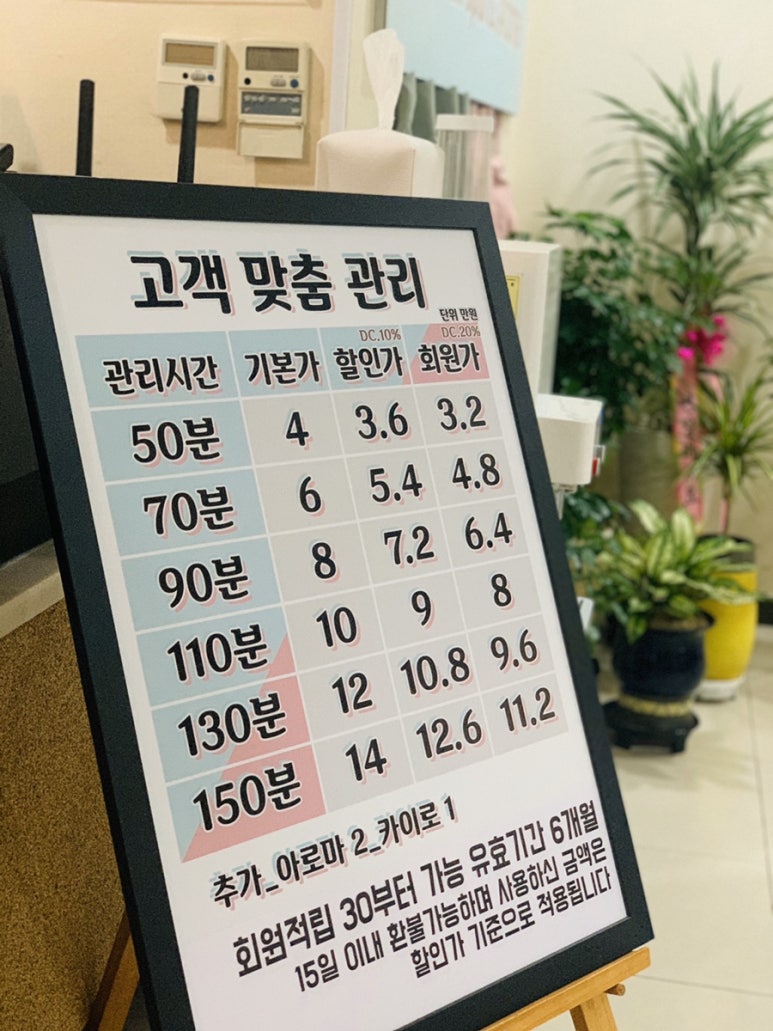 고객 맞춤 관리
단위 만원
관리시간 기본가 DC.10% 할인가 DC.20% 회원가
50분 4 3.6 3.2
70분 6 5.4 4.8
90분 8 7.2 6.4
110분 10 9 8
130분 12 10.8 9.6
150분 14 12.6 11.2
추가_아로마 2_카이로 1
회원적립 30부터 가능 유효기간 6개월
15일 이내 환불가능하며 사용하신 금액은
할인가 기준으로 적용됩니다